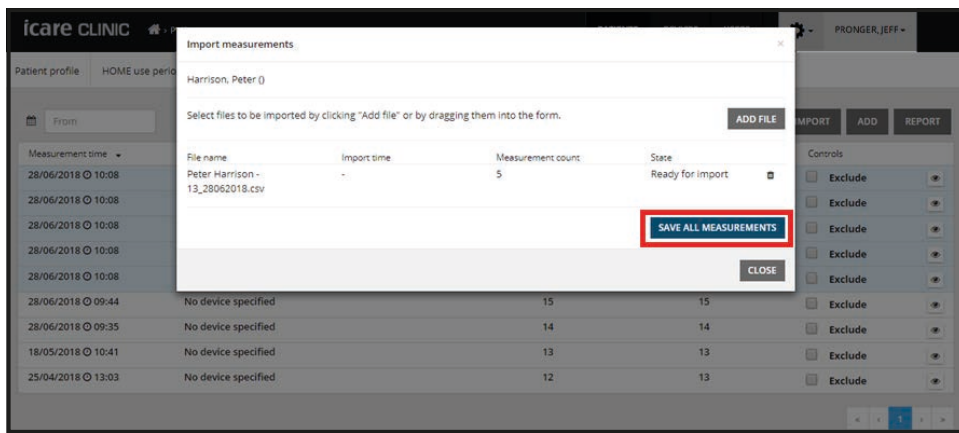 icare CLINIC
PRONGER, JEFF
Import measurements
Patient profile
HOME use perio
Harrison, Peter ()
From
Select files to be imported by clicking "Add file" or by dragging them into the form.
ADD FILE
IMPORT
ADD
REPORT
Measurement time
File name
Import time
Measurement count
State
Controls
Peter Harrison -
13_28062018.csv
-
5
Ready for import
28/06/2018 10:08
Exclude
28/06/2018 10:08
Exclude
28/06/2018 10:08
Exclude
SAVE ALL MEASUREMENTS
28/06/2018 10:08
Exclude
28/06/2018 10:08
Exclude
CLOSE
28/06/2018 09:44 No device specified 15 15 Exclude
28/06/2018 09:35 No device specified 14 14 Exclude
18/05/2018 10:41 No device specified 13 13 Exclude
25/04/2018 13:03 No device specified 12 13 Exclude
« ‹ 1 › »